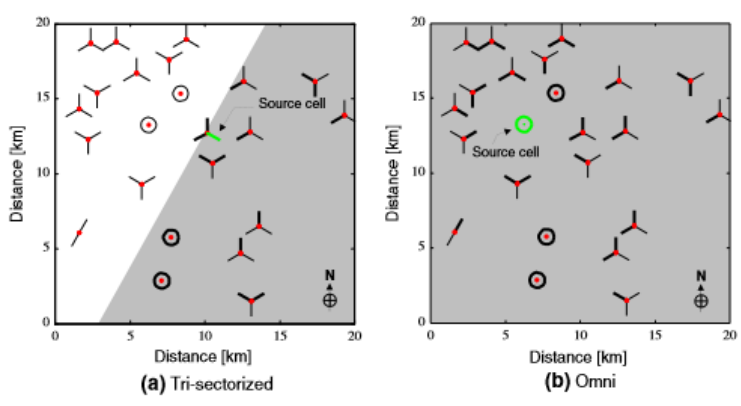 20
15
10
5
0
Distance [km]
Source cell
N
0 5 10 15 20
Distance [km]
(a) Tri-sectorized
20
15
10
5
0
Distance [km]
Source cell
N
0 5 10 15 20
Distance [km]
(b) Omni